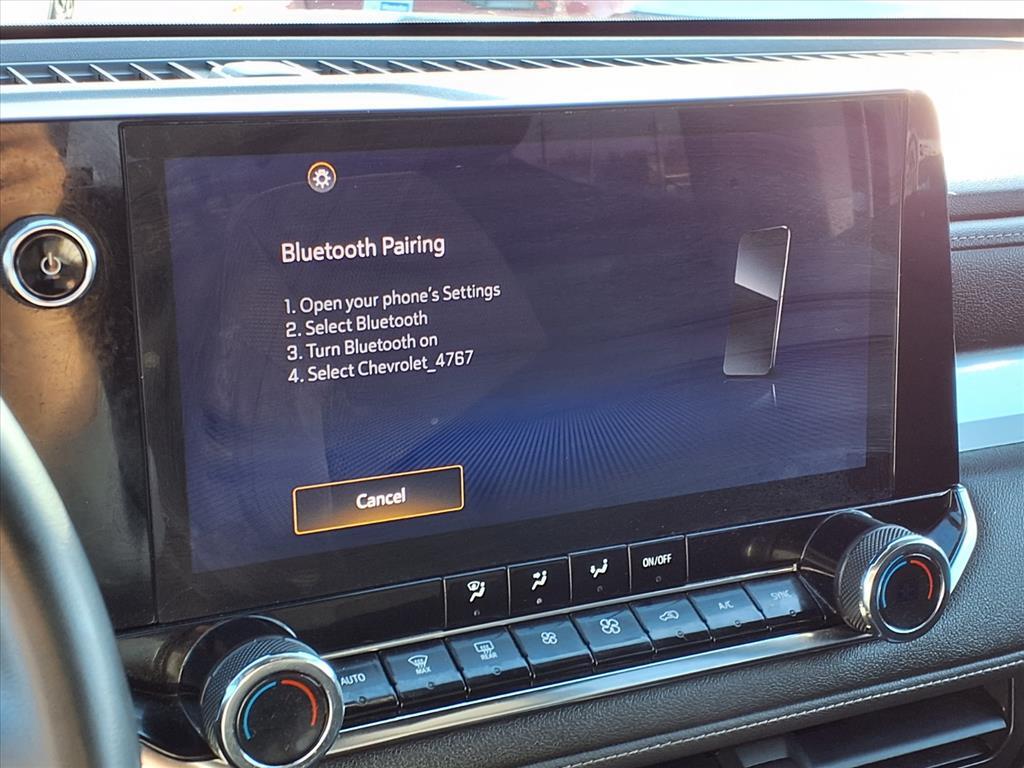 Bluetooth Pairing
1. Open your phone's Settings
2. Select Bluetooth
3. Turn Bluetooth on
4. Select Chevrolet_4767
Cancel
ON/OFF
AUTO
MAX
REAR
A/C
SYNC